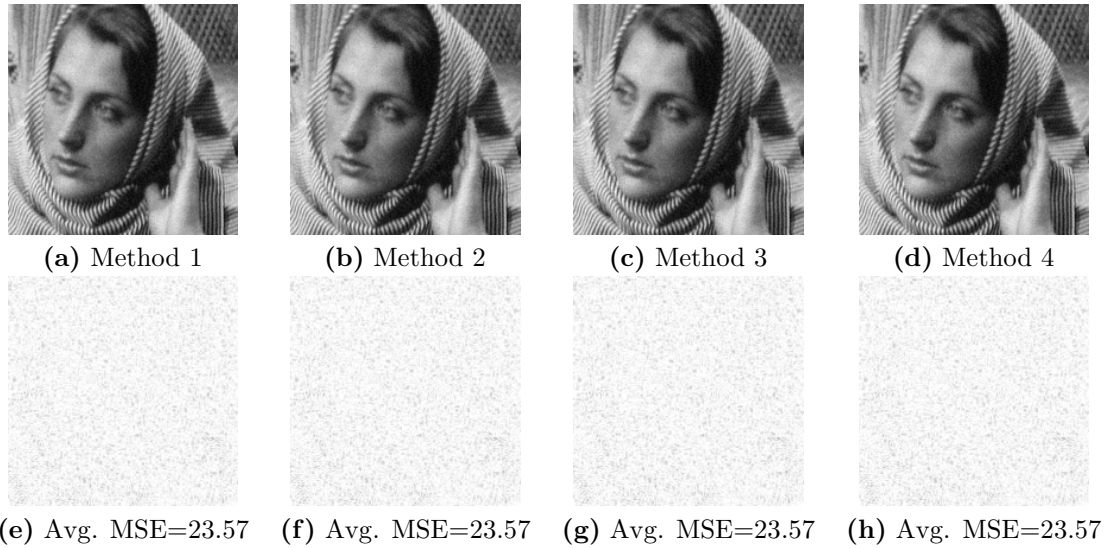 (a) Method 1
(b) Method 2
(c) Method 3
(d) Method 4
(e) Avg. MSE=23.57
(f) Avg. MSE=23.57
(g) Avg. MSE=23.57
(h) Avg. MSE=23.57